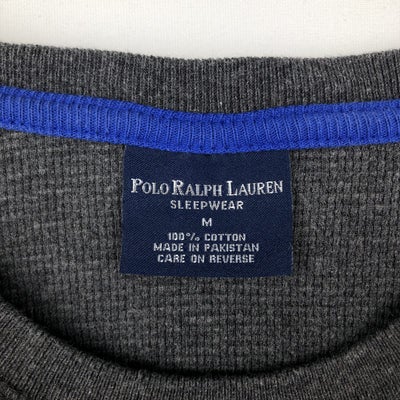 POLO RALPH LAUREN
SLEEPWEAR
M
100% COTTON
MADE IN PAKISTAN
CARE ON REVERSE